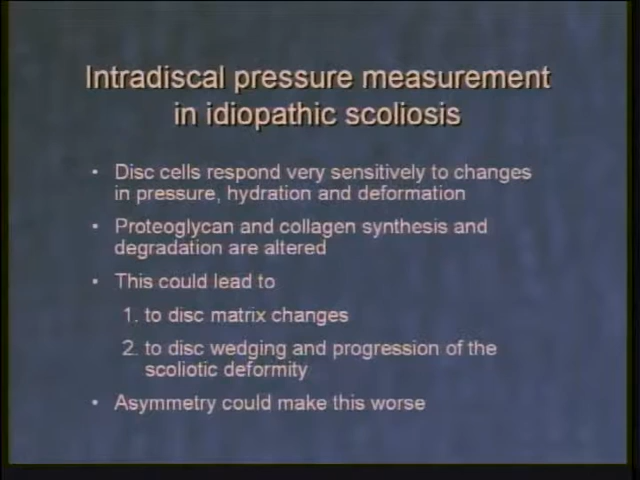 Intradiscal pressure measurement
in idiopathic scoliosis
• Disc cells respond very sensitively to changes
in pressure, hydration and deformation
• Proteoglycan and collagen synthesis and
degradation are altered
• This could lead to
1. to disc matrix changes
2. to disc wedging and progression of the
scoliotic deformity
• Asymmetry could make this worse